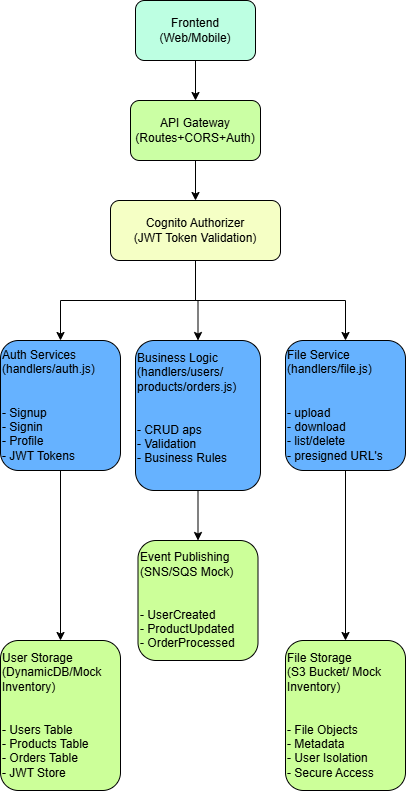 Frontend
(Web/Mobile)
API Gateway
(Routes+CORS+Auth)
Cognito Authorizer
(JWT Token Validation)
Auth Services
(handlers/auth.js)
- Signup
- Signin
- Profile
- JWT Tokens
Business Logic
(handlers/users/
products/orders.js)
- CRUD aps
- Validation
- Business Rules
File Service
(handlers/file.js)
- upload
- download
- list/delete
- presigned URL's
Event Publishing
(SNS/SQS Mock)
- UserCreated
- ProductUpdated
- OrderProcessed
User Storage
(DynamicDB/Mock
Inventory)
- Users Table
- Products Table
- Orders Table
- JWT Store
File Storage
(S3 Bucket/ Mock
Inventory)
- File Objects
- Metadata
- User Isolation
- Secure Access